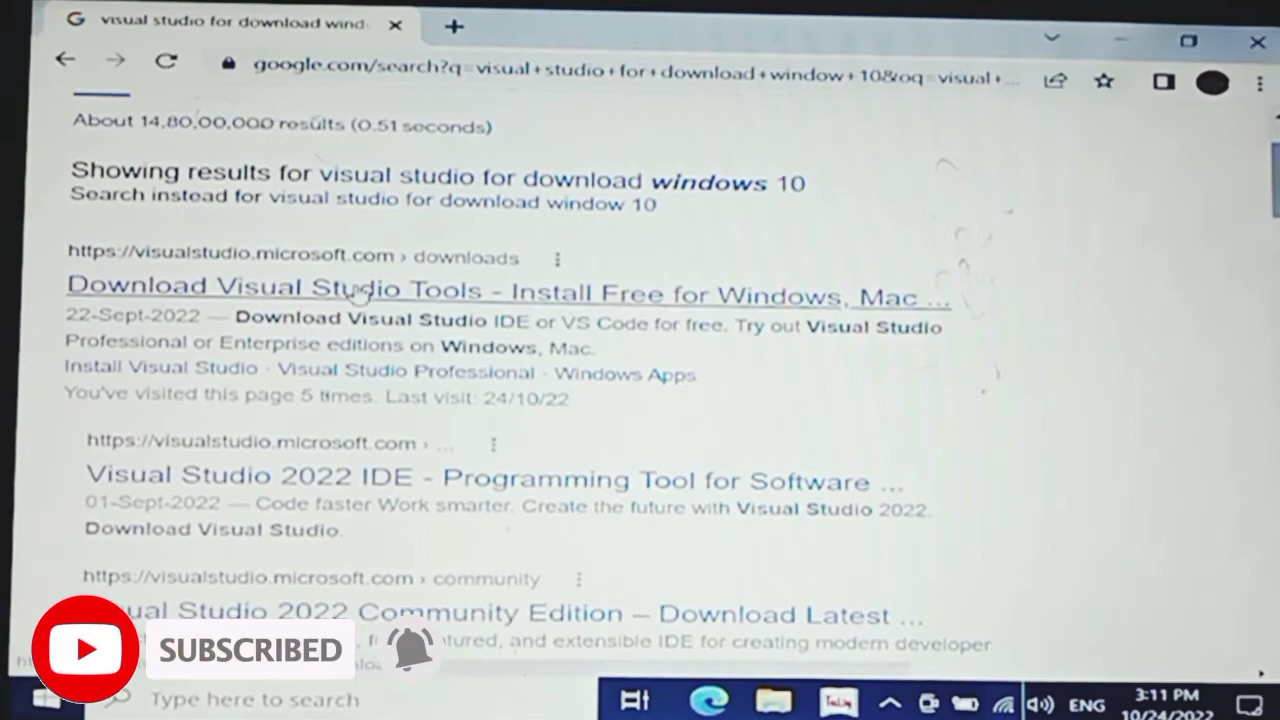 visual studio for download wind
google.com/search?q=visual+studio+for+download+window+10&oq=visual+...
About 14,80,00,000 results (0.51 seconds)
Showing results for visual studio for download windows 10
Search instead for visual studio for download window 10
https://visualstudio.microsoft.com › downloads
Download Visual Studio Tools - Install Free for Windows, Mac ...
22-Sept-2022 — Download Visual Studio IDE or VS Code for free. Try out Visual Studio
Professional or Enterprise editions on Windows, Mac.
Install Visual Studio · Visual Studio Professional · Windows Apps
You've visited this page 5 times. Last visit: 24/10/22
https://visualstudio.microsoft.com › ...
Visual Studio 2022 IDE - Programming Tool for Software ...
01-Sept-2022 — Code faster Work smarter. Create the future with Visual Studio 2022.
Download Visual Studio.
https://visualstudio.microsoft.com › community
Studio 2022 Community Edition – Download Latest ...
and extensible IDE for creating modern developer
SUBSCRIBED
Type here to search
ENG
3:11 PM
10/24/2022